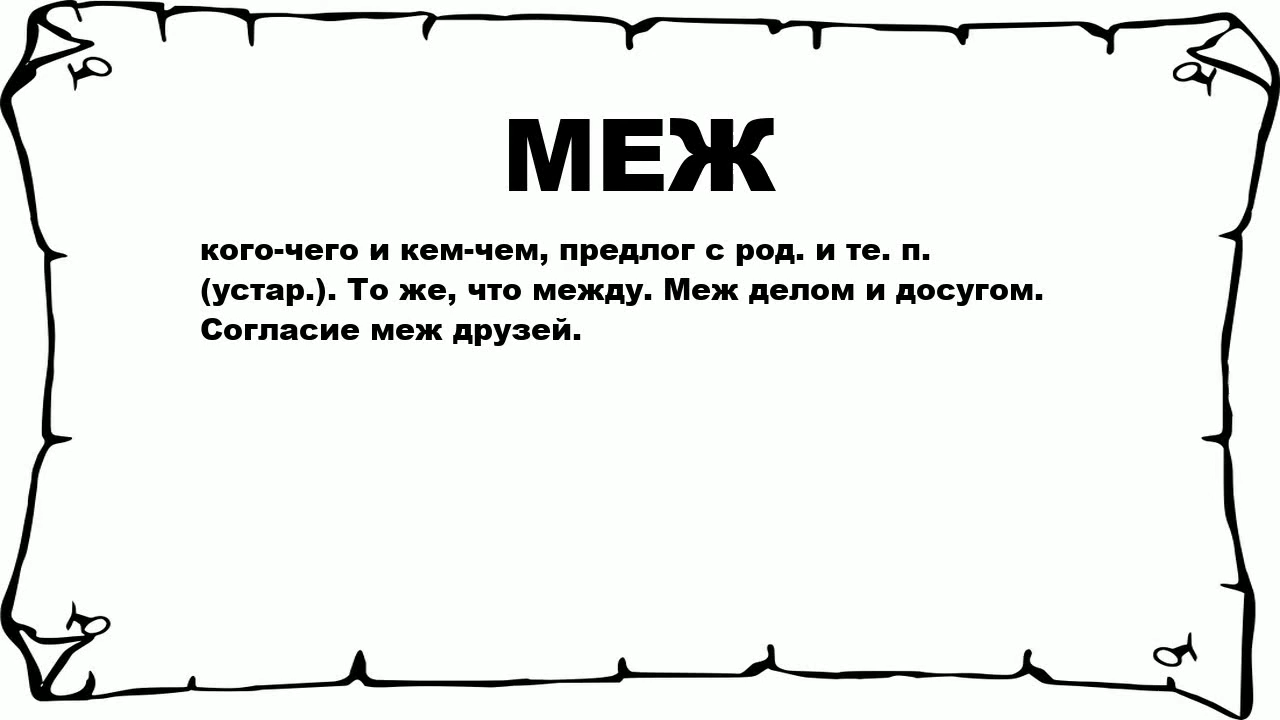 МЕЖ
кого-чего и кем-чем, предлог с род. и те. п.
(устар.). То же, что между. Меж делом и досугом.
Согласие меж друзей.